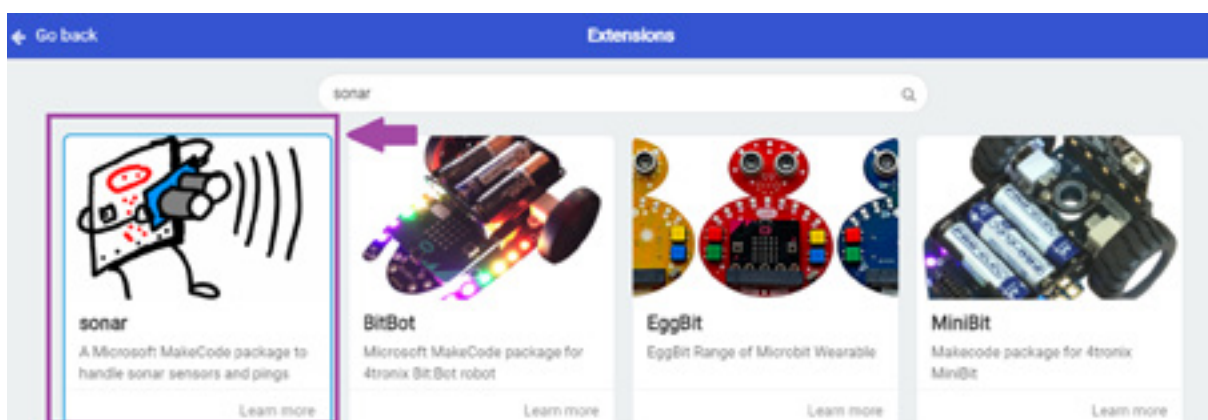 Go back
Extensions
sonar
sonar
A Microsoft MakeCode package to
handle sonar sensors and pings
Learn more
BitBot
Microsoft MakeCode package for
4tronix Bit:Bot robot
Learn more
EggBit
EggBit Range of Microbit Wearable
Learn more
MiniBit
Makecode package for 4tronix
MiniBit
Learn more